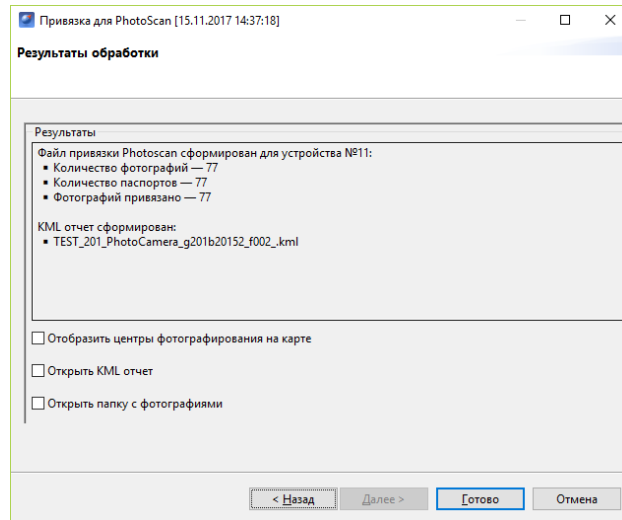 Привязка для PhotoScan [15.11.2017 14:37:18]
Результаты обработки
Результаты
Файл привязки Photoscan сформирован для устройства №11:
▪ Количество фотографий — 77
▪ Количество паспортов — 77
▪ Фотографий привязано — 77
KML отчет сформирован:
▪ TEST_201_PhotoCamera_g201b20152_f002_.kml
Отобразить центры фотографирования на карте
Открыть KML отчет
Открыть папку с фотографиями
< Назад Далее > Готово Отмена